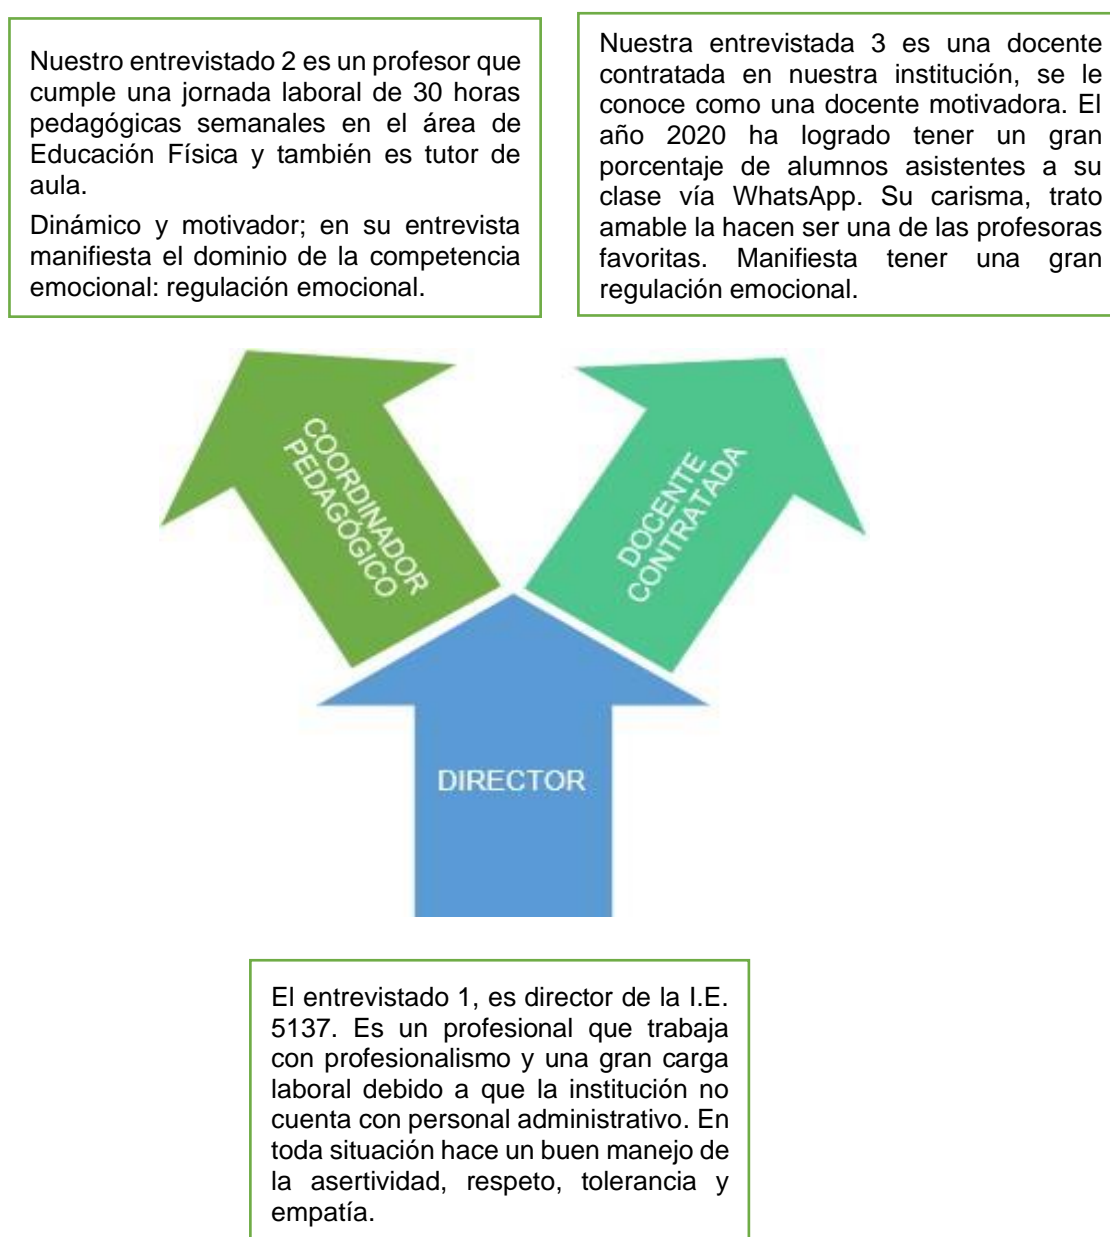 Nuestro entrevistado 2 es un profesor que
cumple una jornada laboral de 30 horas
pedagógicas semanales en el área de
Educación Física y también es tutor de
aula.
Dinámico y motivador; en su entrevista
manifiesta el dominio de la competencia
emocional: regulación emocional.
Nuestra entrevistada 3 es una docente
contratada en nuestra institución, se le
conoce como una docente motivadora. El
año 2020 ha logrado tener un gran
porcentaje de alumnos asistentes a su
clase vía WhatsApp. Su carisma, trato
amable la hacen ser una de las profesoras
favoritas. Manifiesta tener una gran
regulación emocional.
COORDINADOR
PEDAGÓGICO
DOCENTE
CONTRATADA
DIRECTOR
El entrevistado 1, es director de la I.E.
5137. Es un profesional que trabaja
con profesionalismo y una gran carga
laboral debido a que la institución no
cuenta con personal administrativo. En
toda situación hace un buen manejo de
la asertividad, respeto, tolerancia y
empatía.